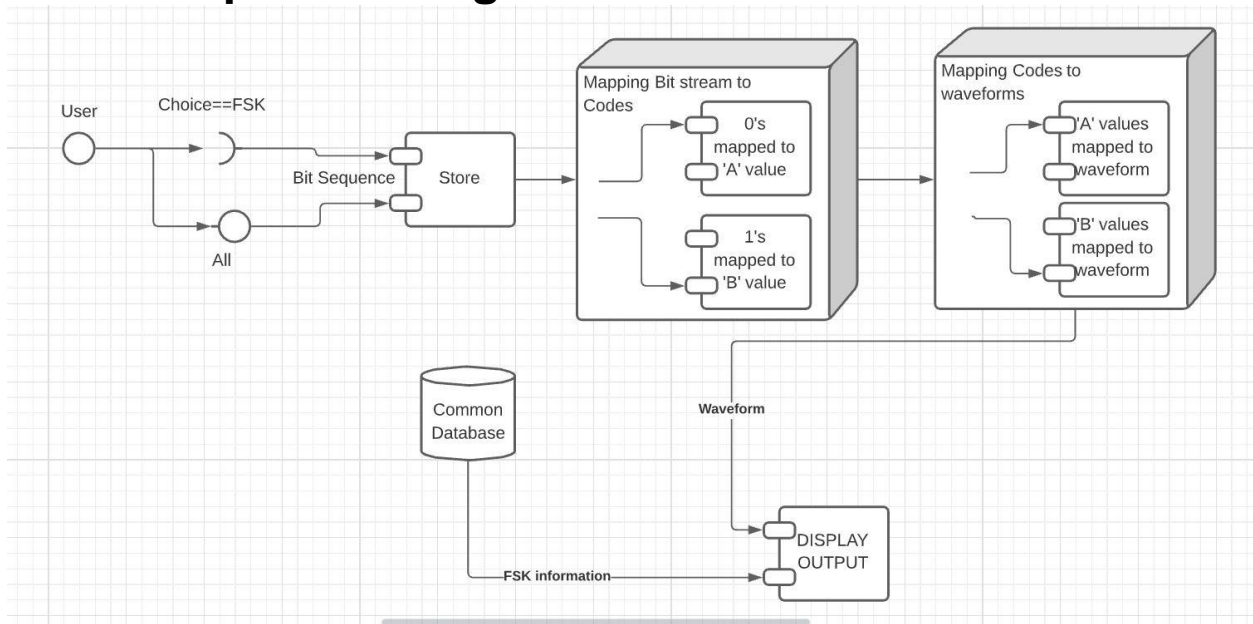 User
Choice==FSK
Bit Sequence
All
Store
Mapping Bit stream to
Codes
0's
mapped to
'A' value
1's
mapped to
'B' value
Mapping Codes to
waveforms
'A' values
mapped to
waveform
'B' values
mapped to
waveform
Common
Database
Waveform
FSK information
DISPLAY
OUTPUT